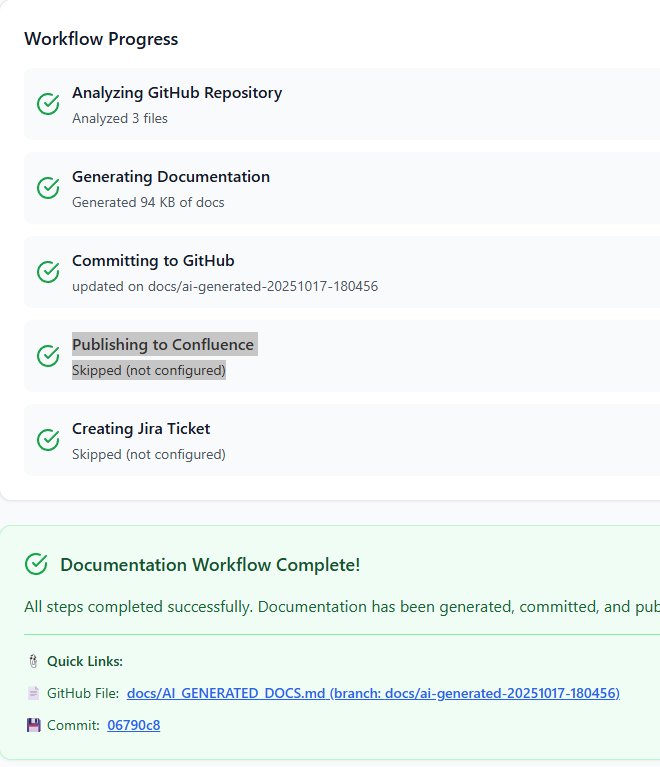 Workflow Progress
Analyzing GitHub Repository
Analyzed 3 files
Generating Documentation
Generated 94 KB of docs
Committing to GitHub
updated on docs/ai-generated-20251017-180456
Publishing to Confluence
Skipped (not configured)
Creating Jira Ticket
Skipped (not configured)
Documentation Workflow Complete!
All steps completed successfully. Documentation has been generated, committed, and pub
Quick Links:
GitHub File: docs/AI_GENERATED_DOCS.md (branch: docs/ai-generated-20251017-180456)
Commit: 06790c8